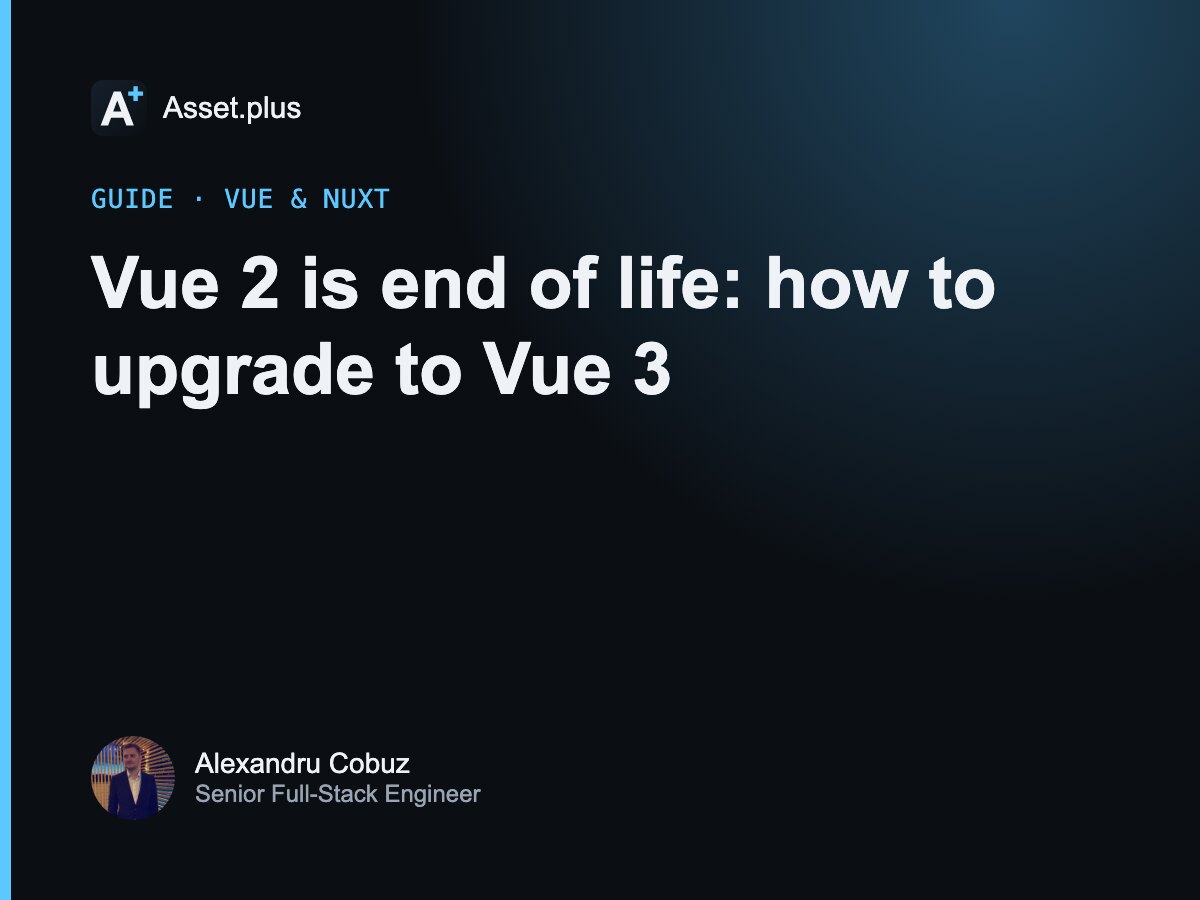 A+ Asset.plus
GUIDE · VUE & NUXT
Vue 2 is end of life: how to
upgrade to Vue 3
Alexandru Cobuz
Senior Full-Stack Engineer